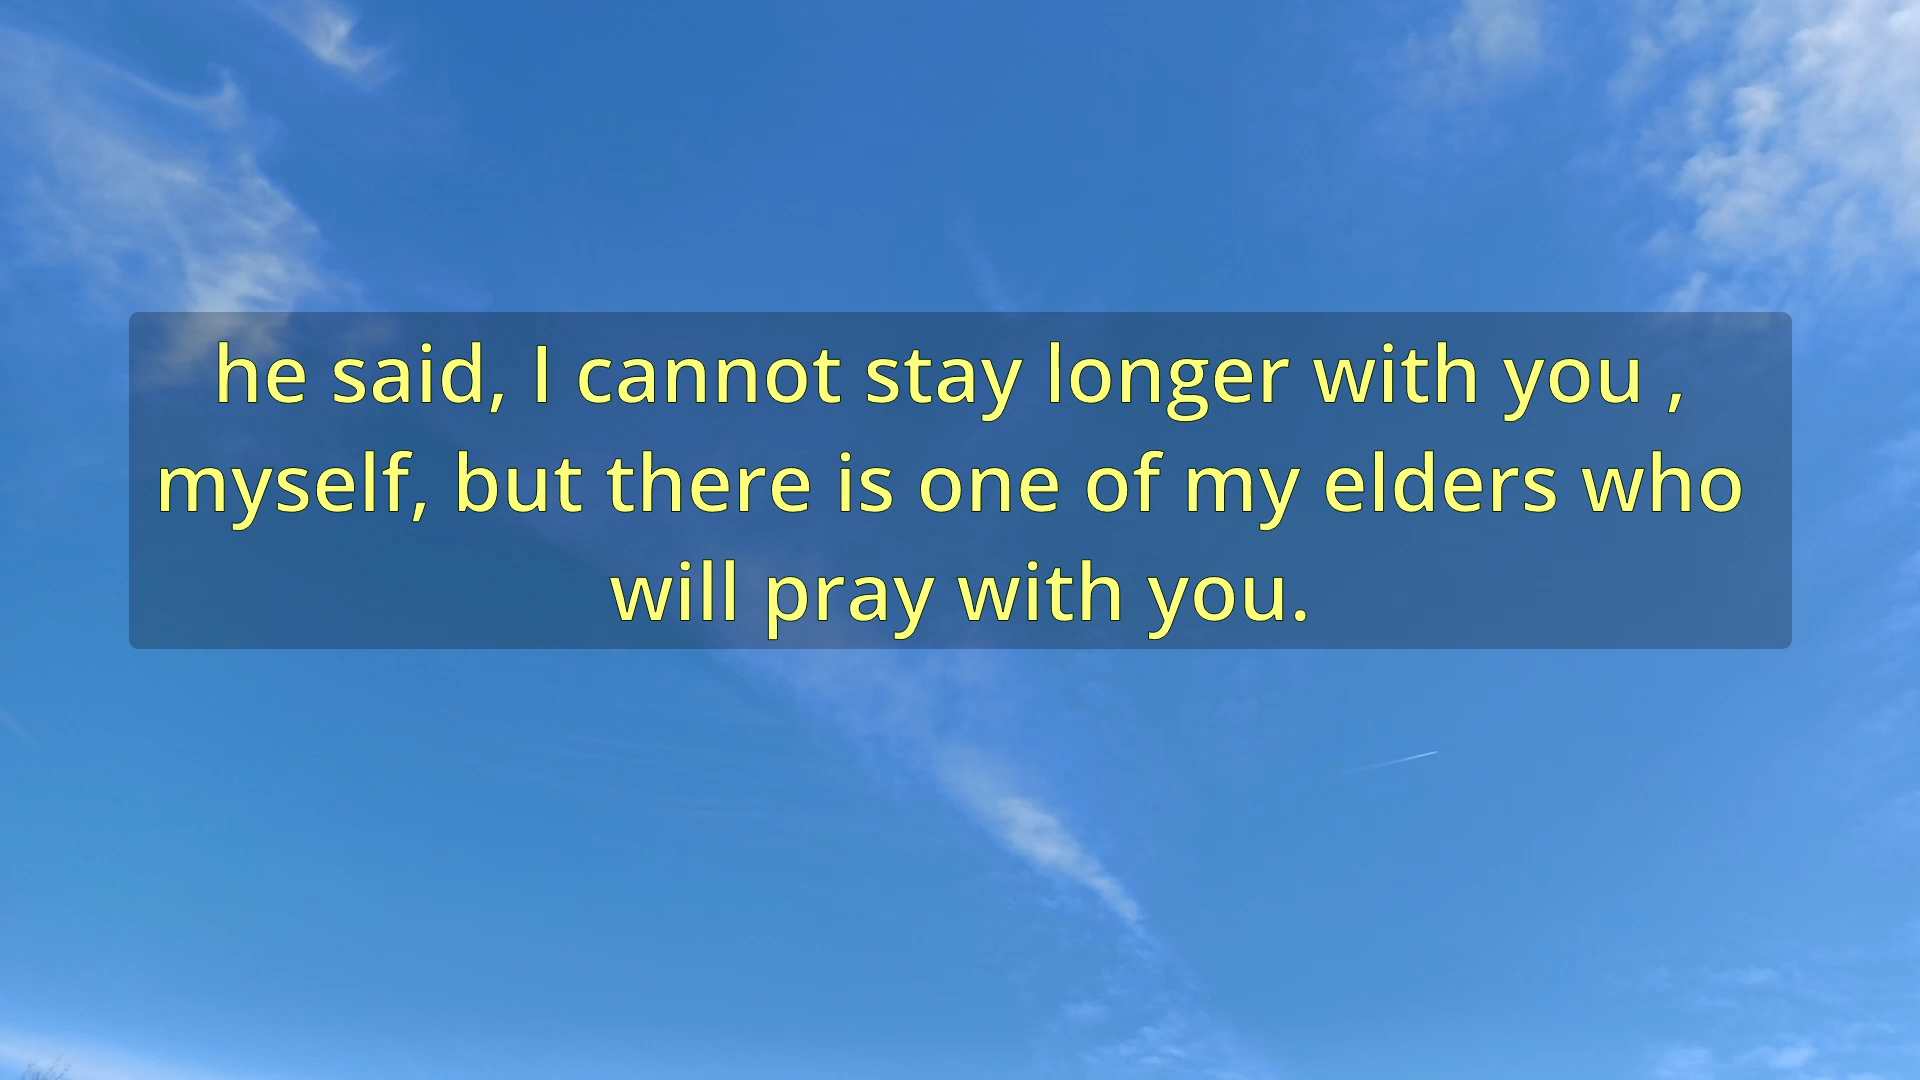 he said, I cannot stay longer with you ,
myself, but there is one of my elders who
will pray with you.